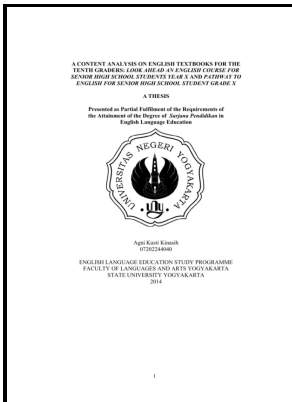 A CONTENT ANALYSIS ON ENGLISH TEXTBOOKS FOR THE
TENTH GRADERS: LOOK AHEAD AN ENGLISH COURSE FOR
SENIOR HIGH SCHOOL STUDENTS YEAR X AND PATHWAY TO
ENGLISH FOR SENIOR HIGH SCHOOL STUDENT GRADE X
A THESIS
Presented as Partial Fulfilment of the Requirements of
the Attainment of the Degree of Sarjana Pendidikan in
English Language Education
UNIVERSITAS NEGERI YOGYAKARTA
Agni Kusti Kinasih
07202244040
ENGLISH LANGUAGE EDUCATION STUDY PROGRAMME
FACULTY OF LANGUAGES AND ARTS YOGYAKARTA
STATE UNIVERSITY YOGYAKARTA
2014
1